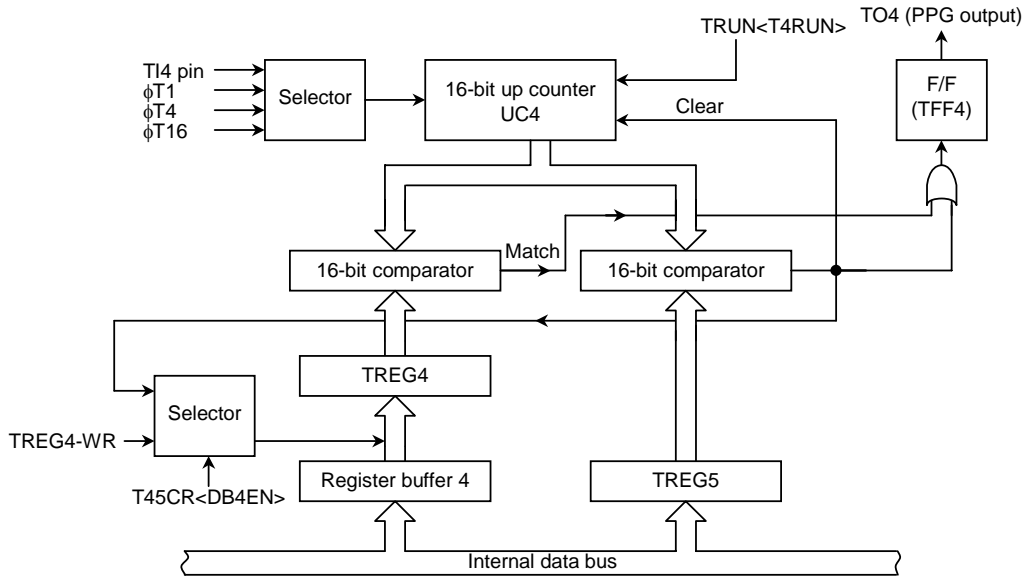 TO4 (PPG output)
TRUN<T4RUN>
TI4 pin
ϕT1
ϕT4
ϕT16
Selector
16-bit up counter
UC4
Clear
F/F
(TFF4)
16-bit comparator
Match
16-bit comparator
TREG4
Selector
TREG4-WR
T45CR<DB4EN>
Register buffer 4
TREG5
Internal data bus